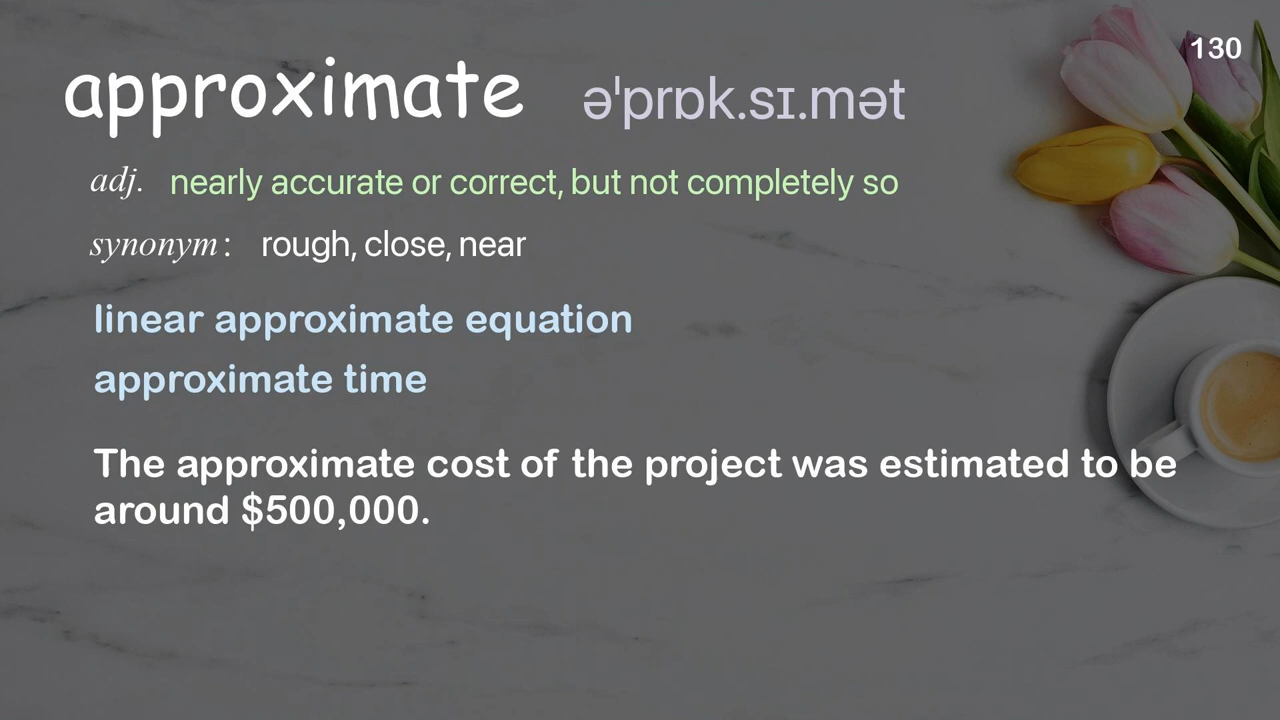 130
approximate əˈprɒk.sɪ.mət
adj. nearly accurate or correct, but not completely so
synonym: rough, close, near
linear approximate equation
approximate time
The approximate cost of the project was estimated to be
around $500,000.